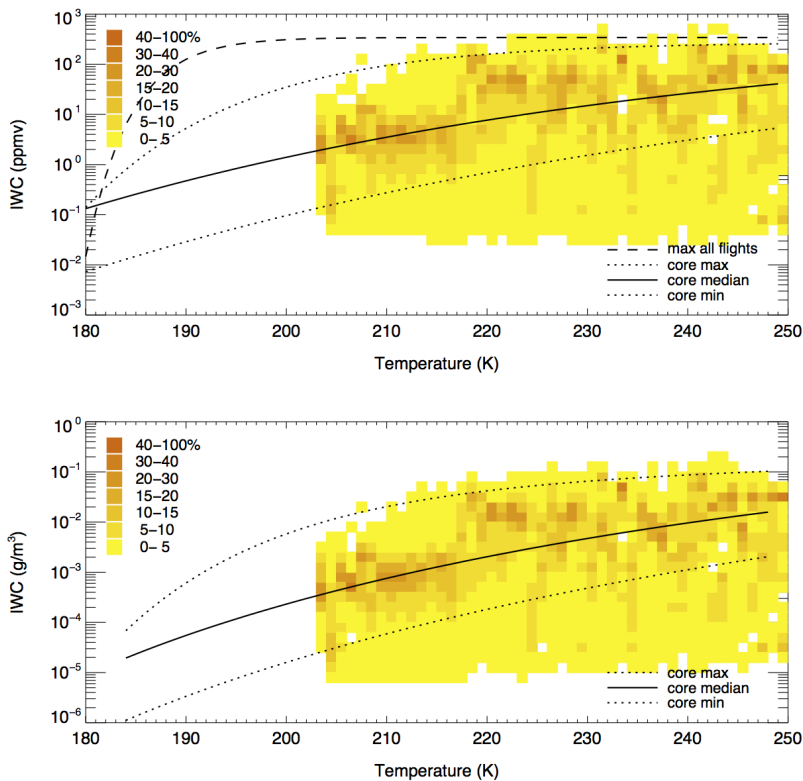 10³
10²
10¹
10⁰
10⁻¹
10⁻²
10⁻³
IWC (ppmv)
40−100%
30−40
20−30
15−20
10−15
5−10
0− 5
max all flights
core max
core median
core min
180 190 200 210 220 230 240 250
Temperature (K)
10⁰
10⁻¹
10⁻²
10⁻³
10⁻⁴
10⁻⁵
10⁻⁶
IWC (g/m³)
40−100%
30−40
20−30
15−20
10−15
5−10
0− 5
core max
core median
core min
180 190 200 210 220 230 240 250
Temperature (K)